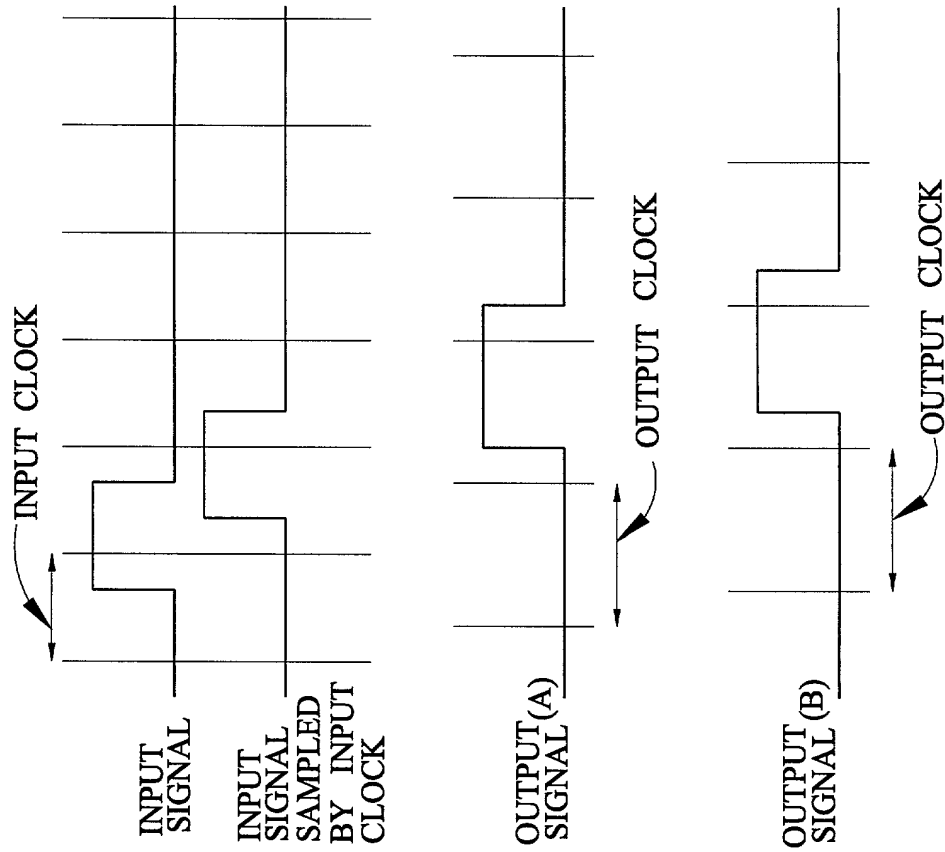 INPUT CLOCK
INPUT
SIGNAL
INPUT
SIGNAL
SAMPLED
BY INPUT
CLOCK
OUTPUT
SIGNAL (A)
OUTPUT CLOCK
OUTPUT
SIGNAL (B)
OUTPUT CLOCK